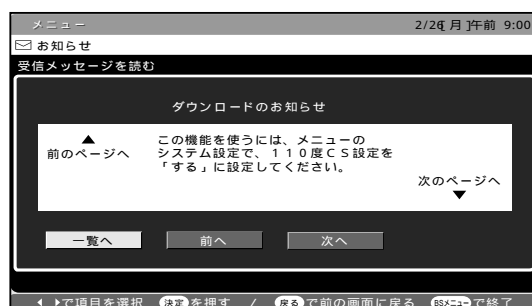 メニュー 2/26[月]午前 9:00
お知らせ
受信メッセージを読む
ダウンロードのお知らせ
前のページへ
この機能を使うには、メニューの
システム設定で、110度CS設定を
「する」に設定してください。
次のページへ
一覧へ 前へ 次へ
で項目を選択 決定を押す / 戻るで前の画面に戻る BSメニューで終了